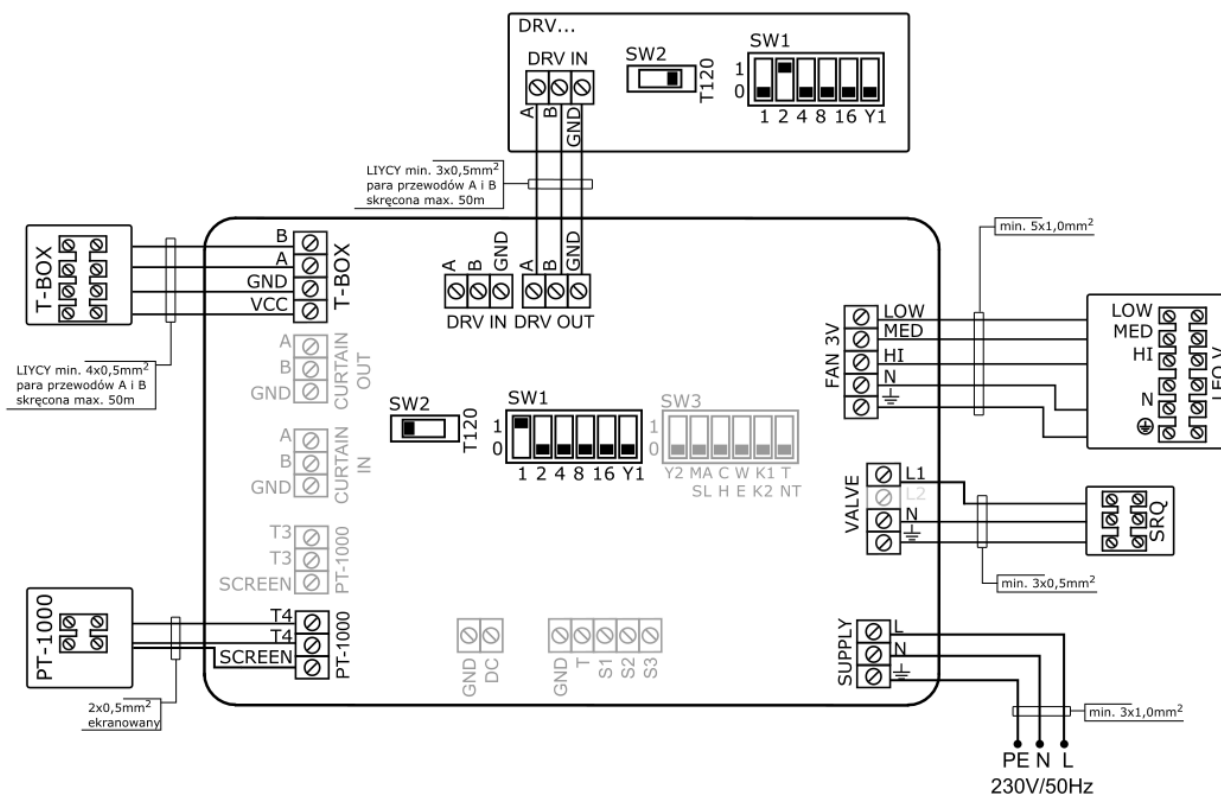 DRV...
DRV IN
SW2
SW1
T120
1
0
1 2 4 8 16 Y1
A
B
GND
LIYCY min. 3x0,5mm²
para przewodów A i B
skręcona max. 50m
T-BOX
B
A
GND
VCC
T-BOX
LIYCY min. 4x0,5mm²
para przewodów A i B
skręcona max. 50m
A
B
GND
A
B
GND
DRV IN DRV OUT
min. 5x1,0mm²
FAN 3V
LOW
MED
HI
N
LOW
MED
HI
N
LEO V
A
B
GND
CURTAIN
OUT
A
B
GND
CURTAIN
IN
SW2
T120
SW1
1
0
1 2 4 8 16 Y1
SW3
1
0
Y2 MA C W K1 T
SL H E K2 NT
VALVE
L1
L2
N
SRQ
min. 3x0,5mm²
T3
T3
SCREEN
PT-1000
PT-1000
T4
T4
SCREEN
PT-1000
2x0,5mm²
ekranowany
GND
DC
GND
T
S1
S2
S3
SUPPLY
L
N
min. 3x1,0mm²
PE N L
230V/50Hz